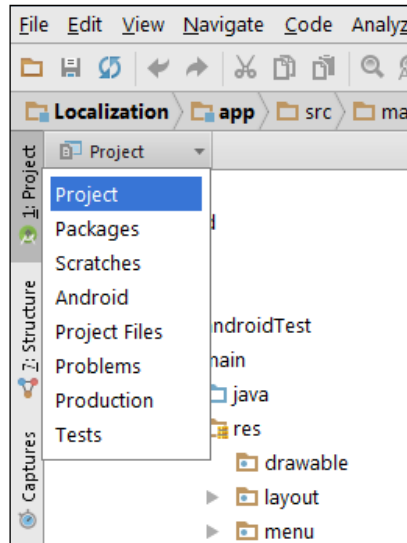 File Edit View Navigate Code Analyz
Localization app src ma
Project
1: Project
7: Structure
Captures
Project
Packages
Scratches
Android
Project Files
Problems
Production
Tests
d
ndroidTest
main
java
res
drawable
layout
menu